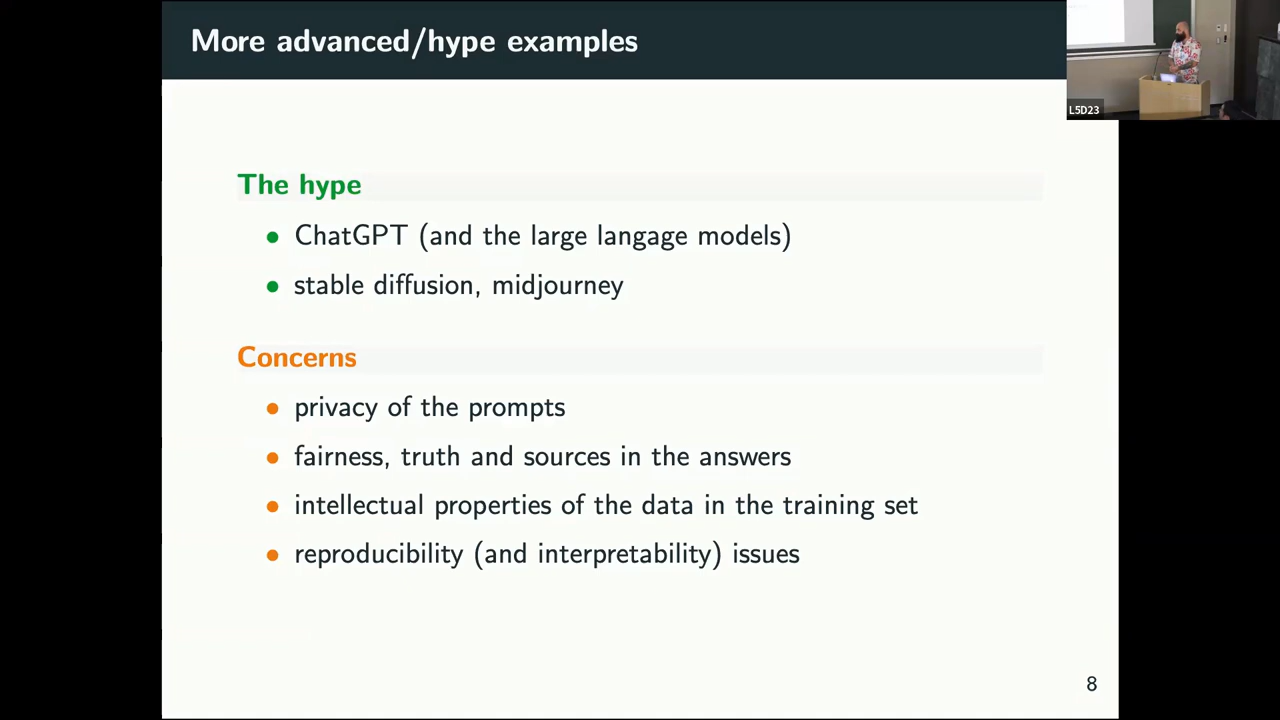 More advanced/hype examples
L5D23
The hype
• ChatGPT (and the large langage models)
• stable diffusion, midjourney
Concerns
• privacy of the prompts
• fairness, truth and sources in the answers
• intellectual properties of the data in the training set
• reproducibility (and interpretability) issues
8